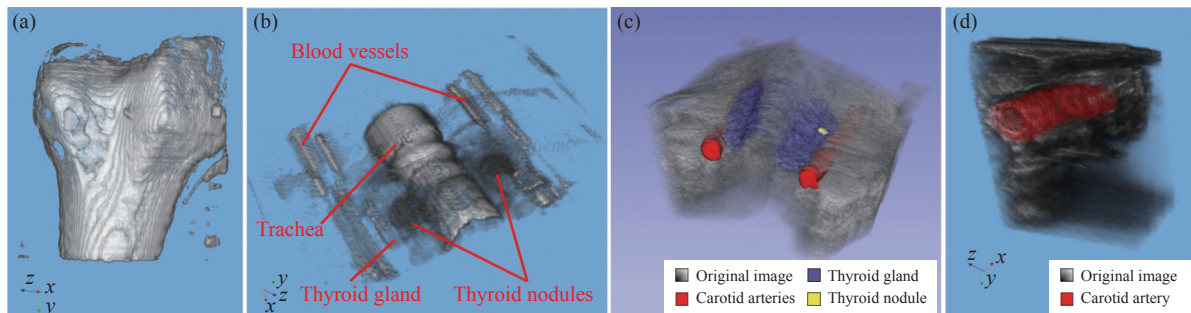 (a)
z
x
y
(b)
Blood vessels
Trachea
Thyroid gland
Thyroid nodules
y
z
x
(c)
Original image
Thyroid gland
Carotid arteries
Thyroid nodule
(d)
x
z
y
Original image
Carotid artery